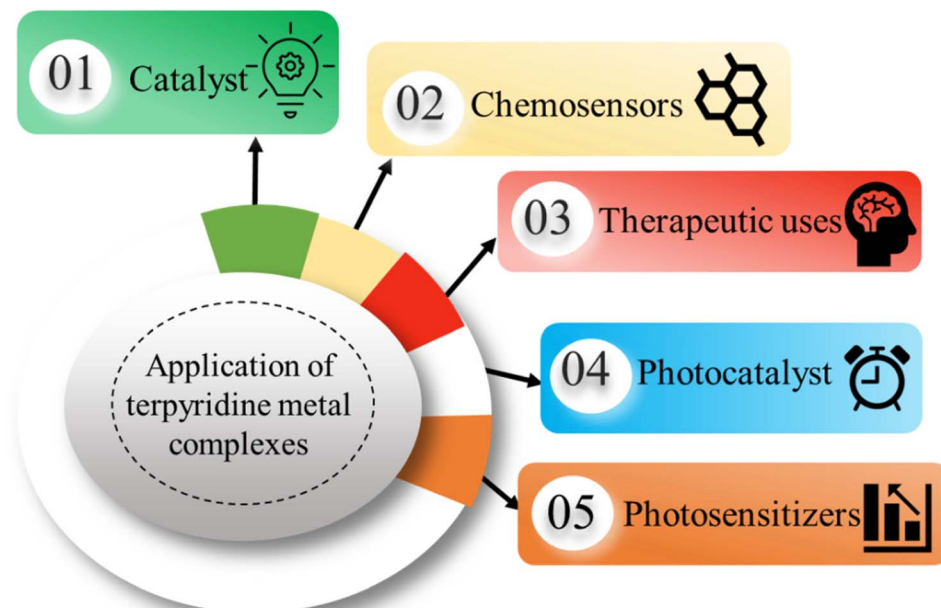 01 Catalyst
02 Chemosensors
03 Therapeutic uses
04 Photocatalyst
05 Photosensitizers
Application of
terpyridine metal
complexes